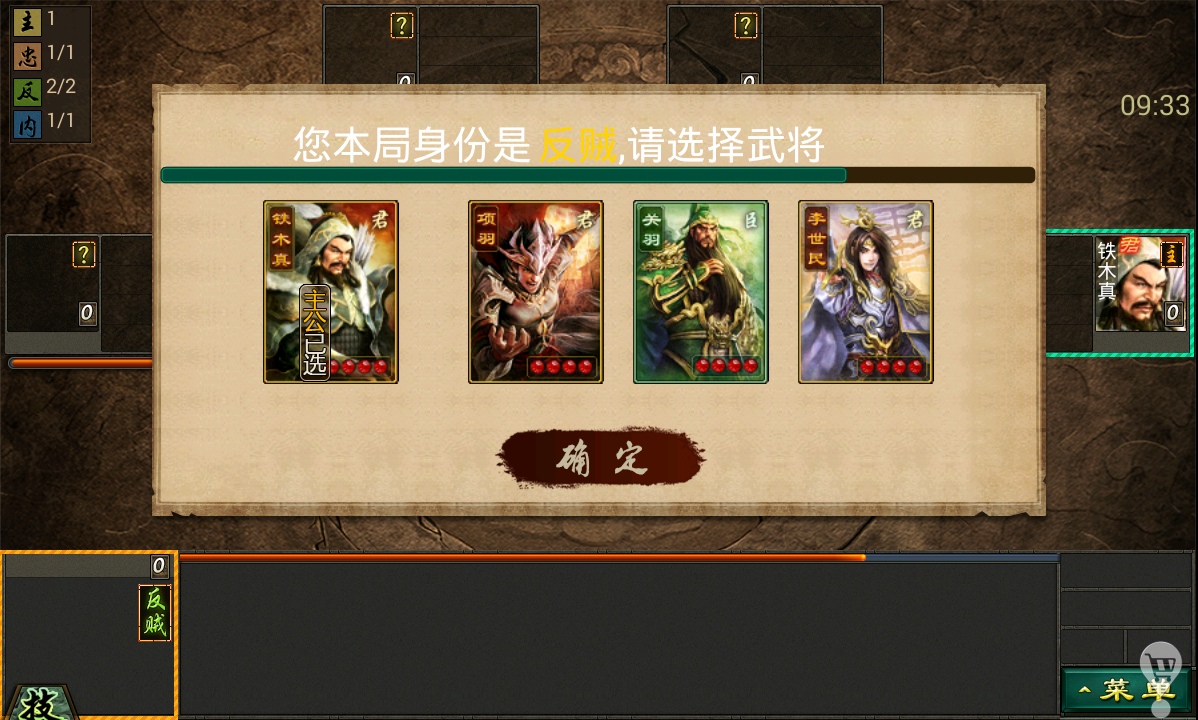 主 1
忠 1/1
反 2/2
内 1/1
?
0
?
0
09:33
您本局身份是 反贼,请选择武将
铁木真
君
主公已选
项羽
君
关羽
臣
李世民
君
?
0
铁木真
君
主
0
确 定
0
反贼
技
菜单